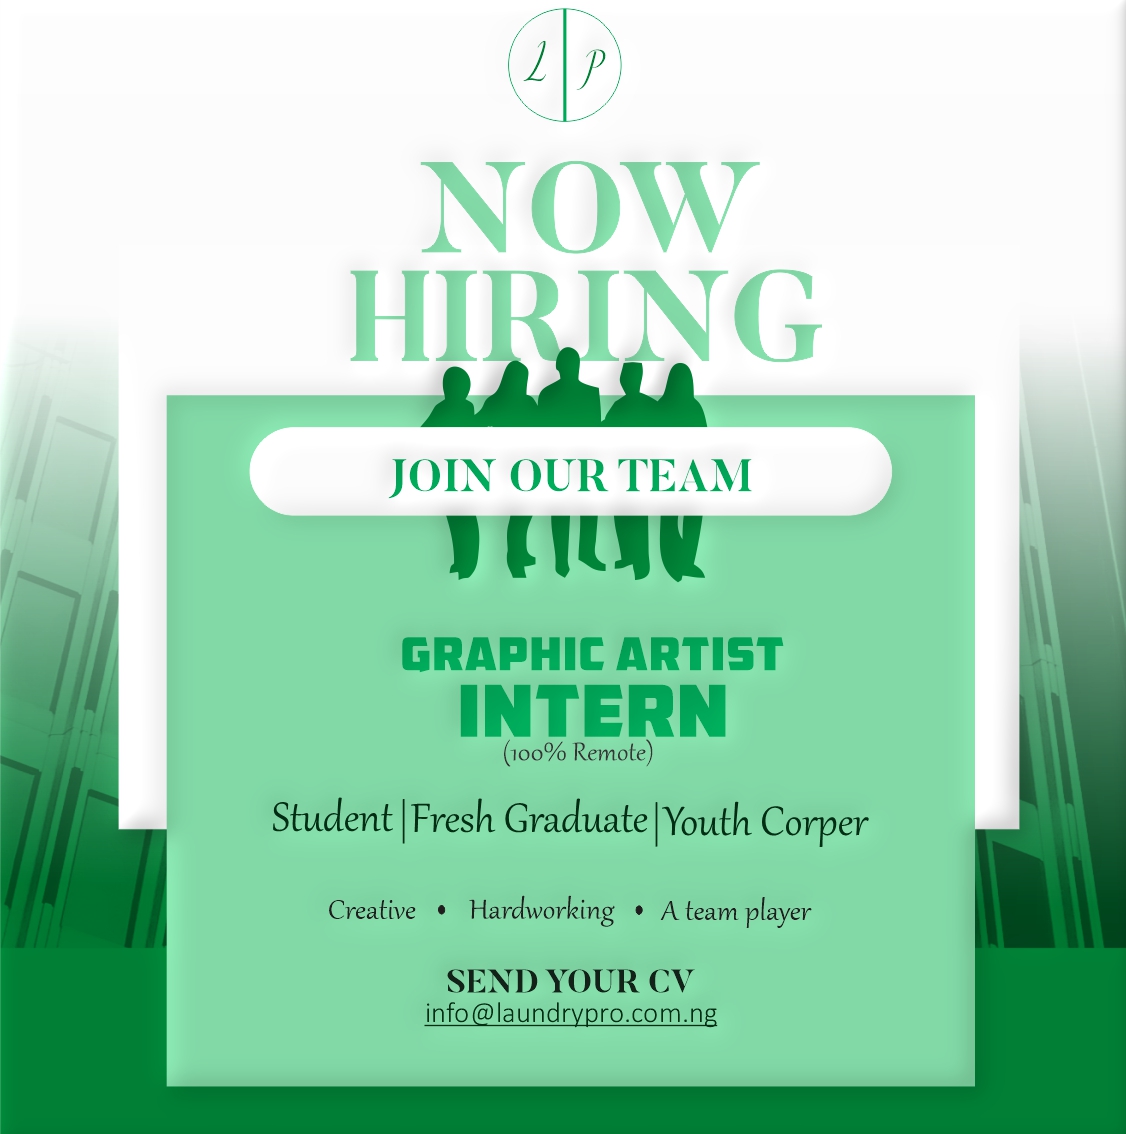 L P
NOW
HIRING
JOIN OUR TEAM
GRAPHIC ARTIST
INTERN
(100% Remote)
Student|Fresh Graduate|Youth Corper
Creative • Hardworking • A team player
SEND YOUR CV
info@laundrypro.com.ng